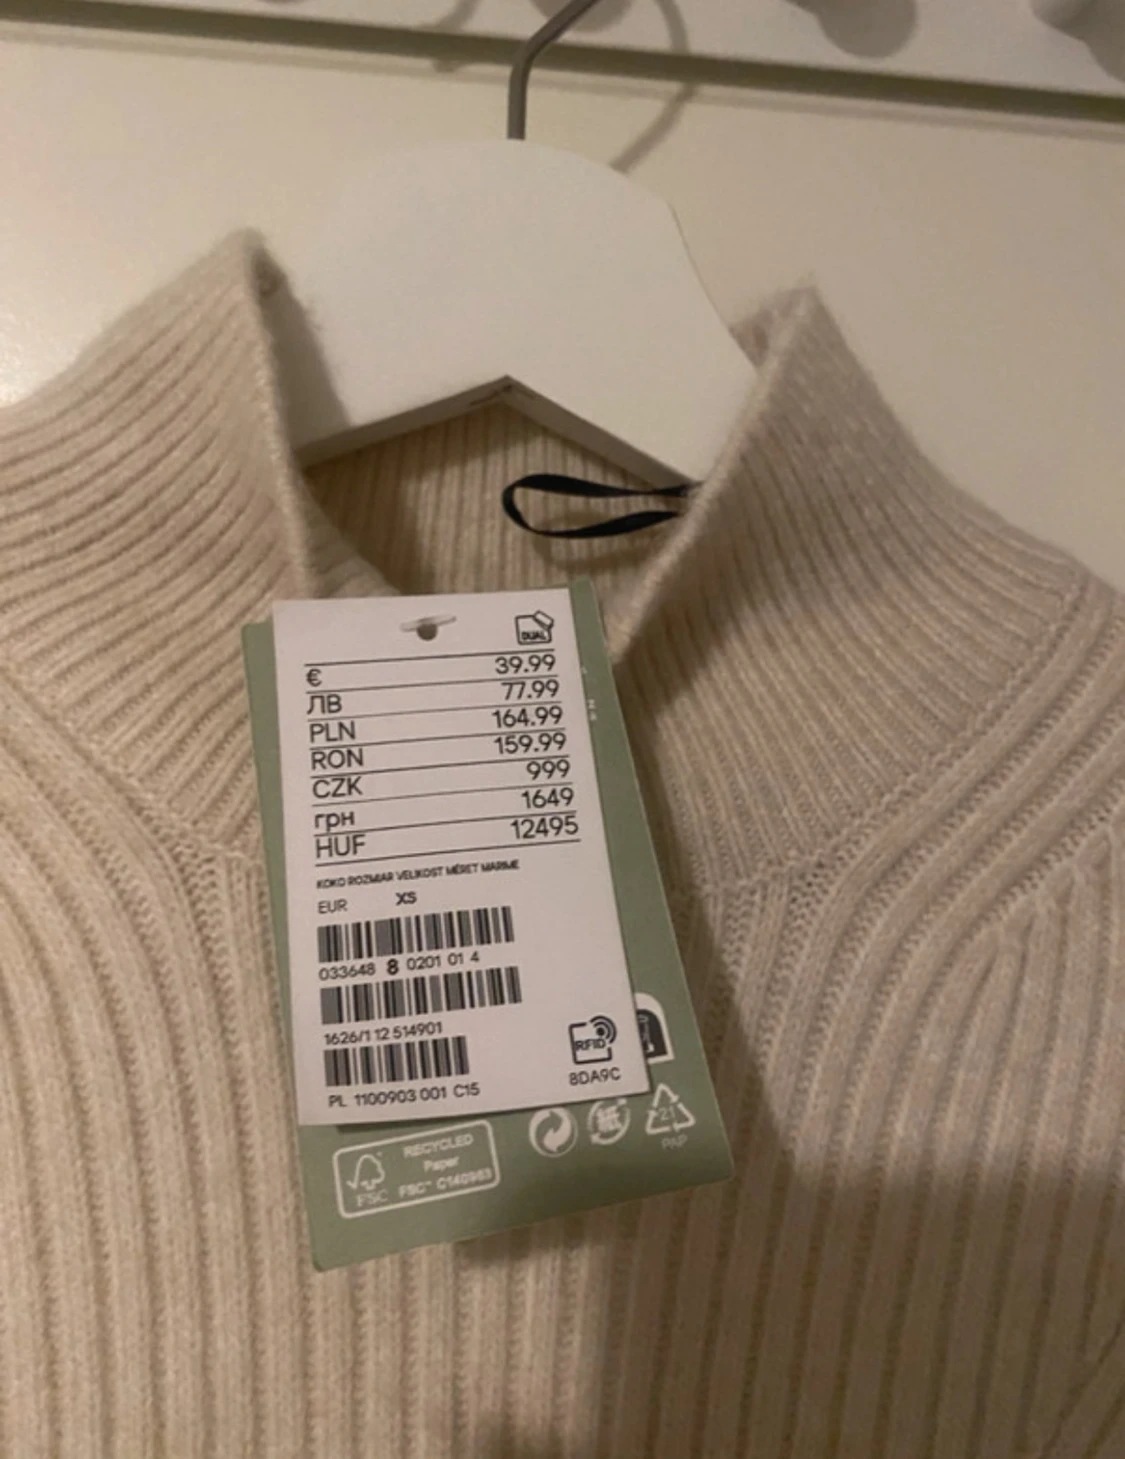 DUAL
€ 39.99
ЛВ 77.99
PLN 164.99
RON 159.99
CZK 999
грн 1649
HUF 12495
KOKO ROZMIAR VELIKOST MÉRET MARIME
EUR XS
033648 8 0201 01 4
1626/1 12 514901
RFID
8DA9C
PL 1100903 001 C15
RECYCLED
Paper
FSC
FSC™ C140983
21
PAP